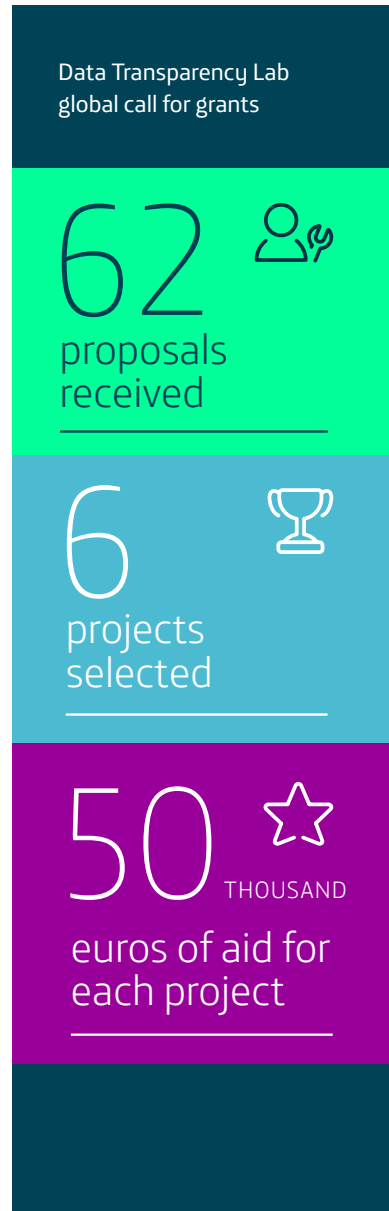 Data Transparency Lab
global call for grants
62
proposals
received
6
projects
selected
50
THOUSAND
euros of aid for
each project